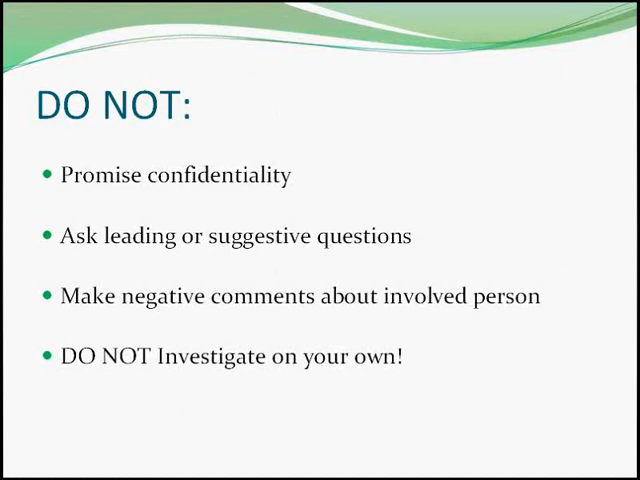 DO NOT:
Promise confidentiality
Ask leading or suggestive questions
Make negative comments about involved person
DO NOT Investigate on your own!